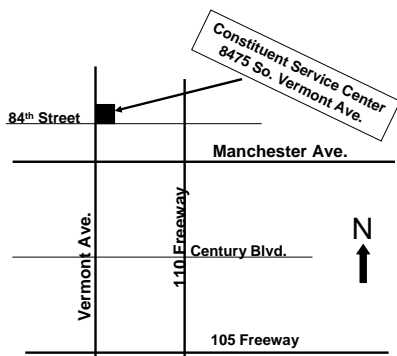 Constituent Service Center
8475 So. Vermont Ave.
84th Street
Manchester Ave.
Vermont Ave.
110 Freeway
Century Blvd.
N
105 Freeway